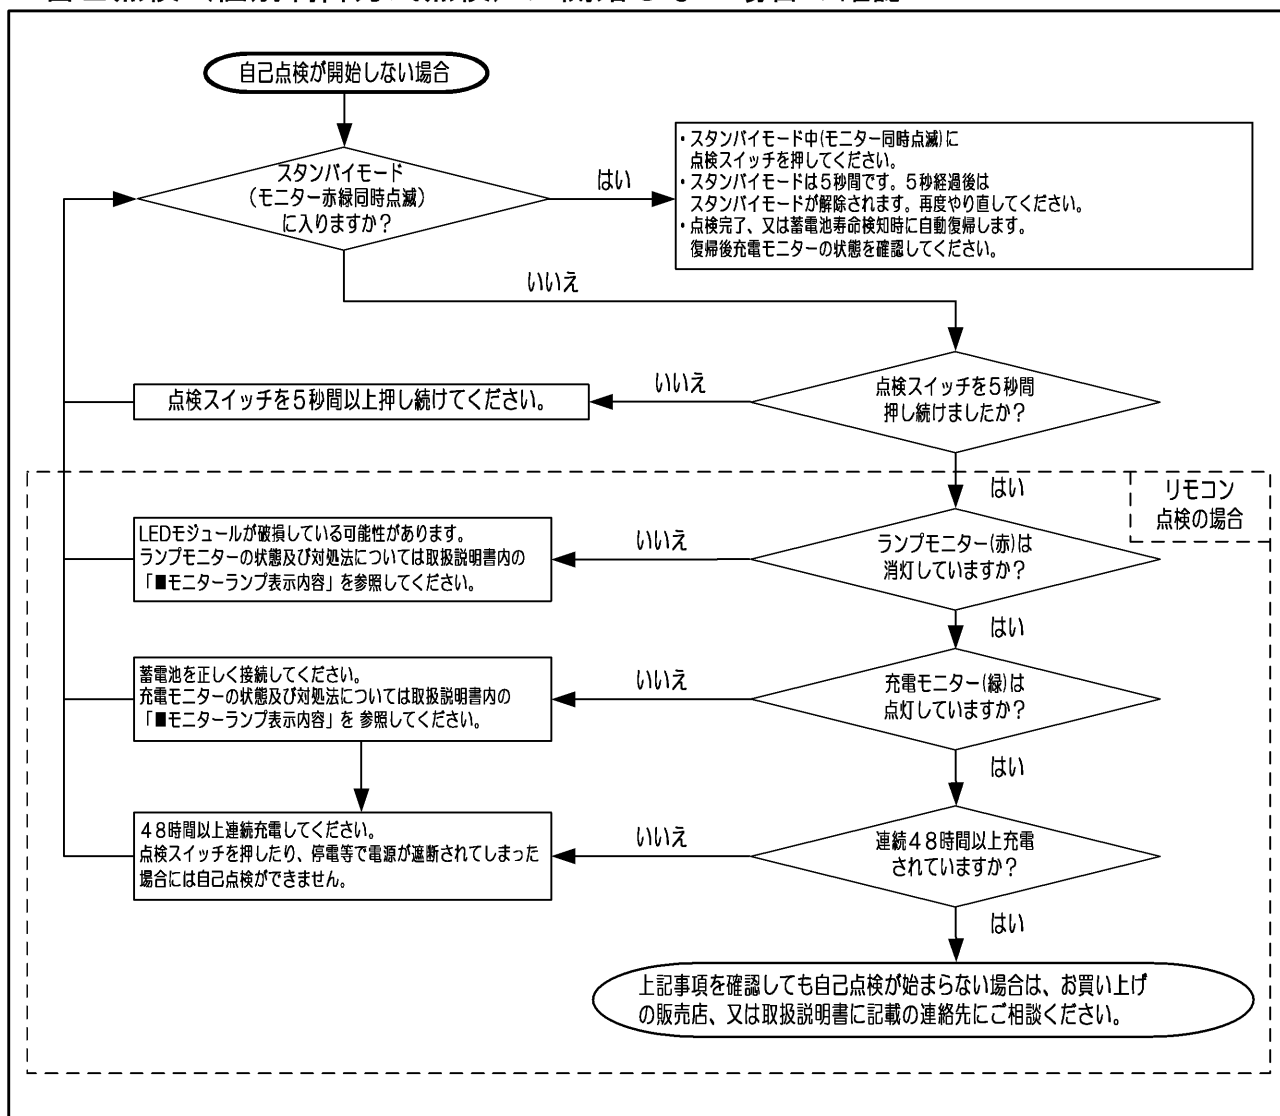 自己点検が開始しない場合
スタンバイモード
(モニター赤緑同時点滅)
に入りますか？
はい
・スタンバイモード中(モニター同時点滅)に
点検スイッチを押してください。
・スタンバイモードは５秒間です。５秒経過後は
スタンバイモードが解除されます。再度やり直してください。
・点検完了、又は蓄電池寿命検知時に自動復帰します。
復帰後充電モニターの状態を確認してください。
いいえ
点検スイッチを５秒間
押し続けましたか？
いいえ
点検スイッチを５秒間以上押し続けてください。
はい
リモコン
点検の場合
ランプモニター(赤)は
消灯していますか？
いいえ
LEDモジュールが破損している可能性があります。
ランプモニターの状態及び対処法については取扱説明書内の
「■モニターランプ表示内容」を参照してください。
はい
充電モニター(緑)は
点灯していますか？
いいえ
蓄電池を正しく接続してください。
充電モニターの状態及び対処法については取扱説明書内の
「■モニターランプ表示内容」を 参照してください。
はい
連続４８時間以上充電
されていますか？
いいえ
４８時間以上連続充電してください。
点検スイッチを押したり、停電等で電源が遮断されてしまった
場合には自己点検ができません。
はい
上記事項を確認しても自己点検が始まらない場合は、お買い上げ
の販売店、又は取扱説明書に記載の連絡先にご相談ください。